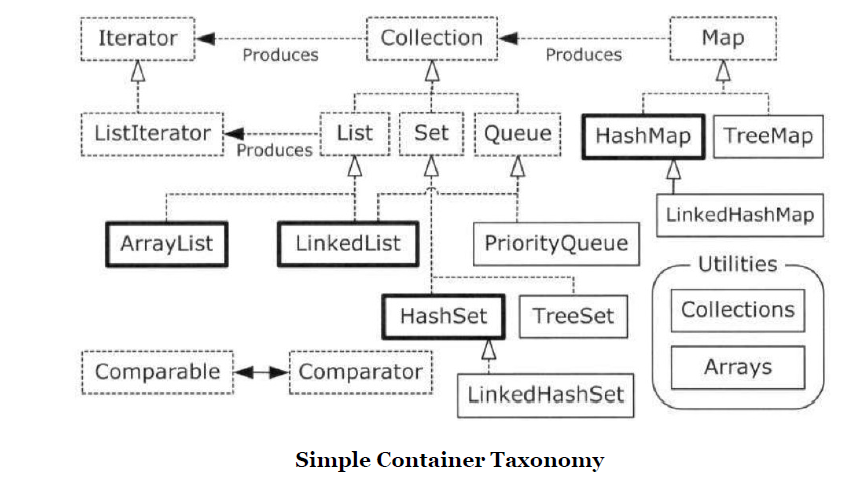 Iterator
Produces
Collection
Produces
Map
ListIterator
Produces
List
Set
Queue
HashMap
TreeMap
LinkedHashMap
ArrayList
LinkedList
PriorityQueue
Utilities
Collections
Arrays
HashSet
TreeSet
Comparable
Comparator
LinkedHashSet
Simple Container Taxonomy